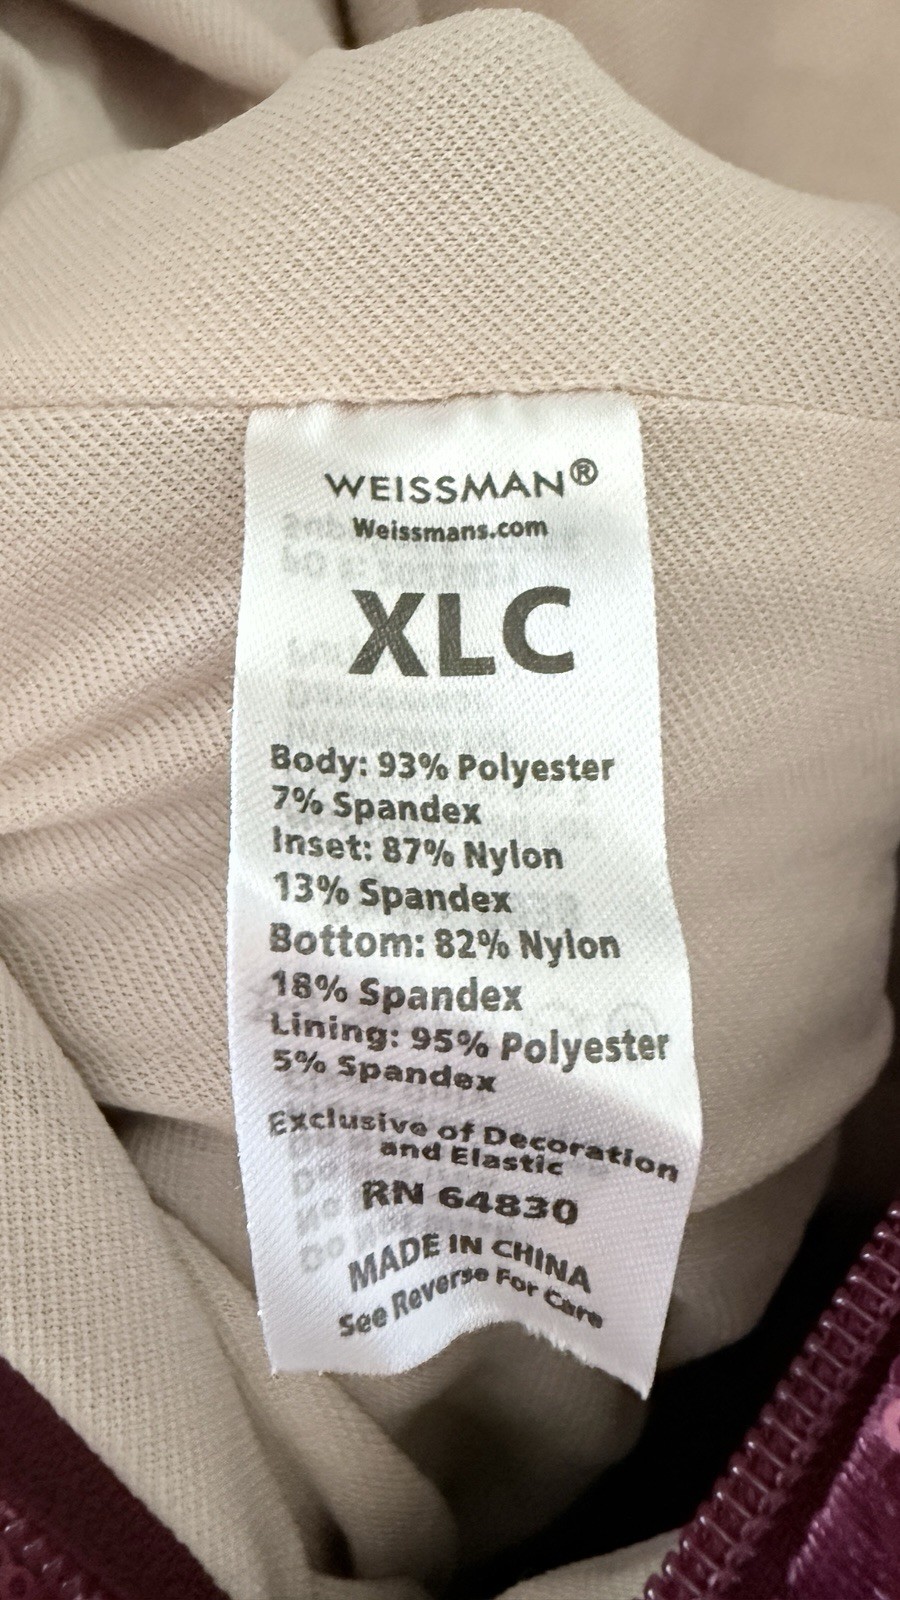 WEISSMAN®
Weissmans.com
XLC
Body: 93% Polyester
7% Spandex
Inset: 87% Nylon
13% Spandex
Bottom: 82% Nylon
18% Spandex
Lining: 95% Polyester
5% Spandex
Exclusive of Decoration
and Elastic
RN 64830
MADE IN CHINA
See Reverse For Care